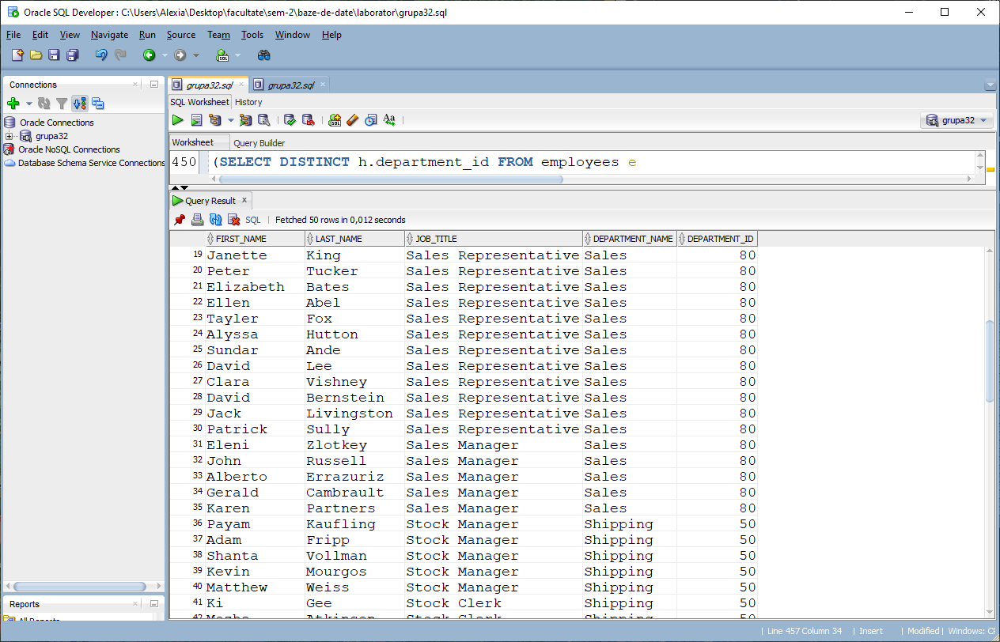 Oracle SQL Developer : C:\Users\Alexia\Desktop\facultate\sem-2\baze-de-date\laborator\grupa32.sql
File Edit View Navigate Run Source Team Tools Window Help
Connections
grupa32.sql grupa32.sql
SQL Worksheet History
Oracle Connections
grupa32
Oracle NoSQL Connections
Database Schema Service Connections
grupa32
Worksheet Query Builder
450 (SELECT DISTINCT h.department_id FROM employees e
Query Result
SQL | Fetched 50 rows in 0,012 seconds
FIRST_NAME LAST_NAME JOB_TITLE DEPARTMENT_NAME DEPARTMENT_ID
19 Janette King Sales Representative Sales 80
20 Peter Tucker Sales Representative Sales 80
21 Elizabeth Bates Sales Representative Sales 80
22 Ellen Abel Sales Representative Sales 80
23 Tayler Fox Sales Representative Sales 80
24 Alyssa Hutton Sales Representative Sales 80
25 Sundar Ande Sales Representative Sales 80
26 David Lee Sales Representative Sales 80
27 Clara Vishney Sales Representative Sales 80
28 David Bernstein Sales Representative Sales 80
29 Jack Livingston Sales Representative Sales 80
30 Patrick Sully Sales Representative Sales 80
31 Eleni Zlotkey Sales Manager Sales 80
32 John Russell Sales Manager Sales 80
33 Alberto Errazuriz Sales Manager Sales 80
34 Gerald Cambrault Sales Manager Sales 80
35 Karen Partners Sales Manager Sales 80
36 Payam Kaufling Stock Manager Shipping 50
37 Adam Fripp Stock Manager Shipping 50
38 Shanta Vollman Stock Manager Shipping 50
39 Kevin Mourgos Stock Manager Shipping 50
40 Matthew Weiss Stock Manager Shipping 50
41 Ki Gee Stock Clerk Shipping 50
42 Atkinson Stock Clerk Shipping 50
Reports
All Reports
Line 457 Column 34 | Insert | Modified | Windows: